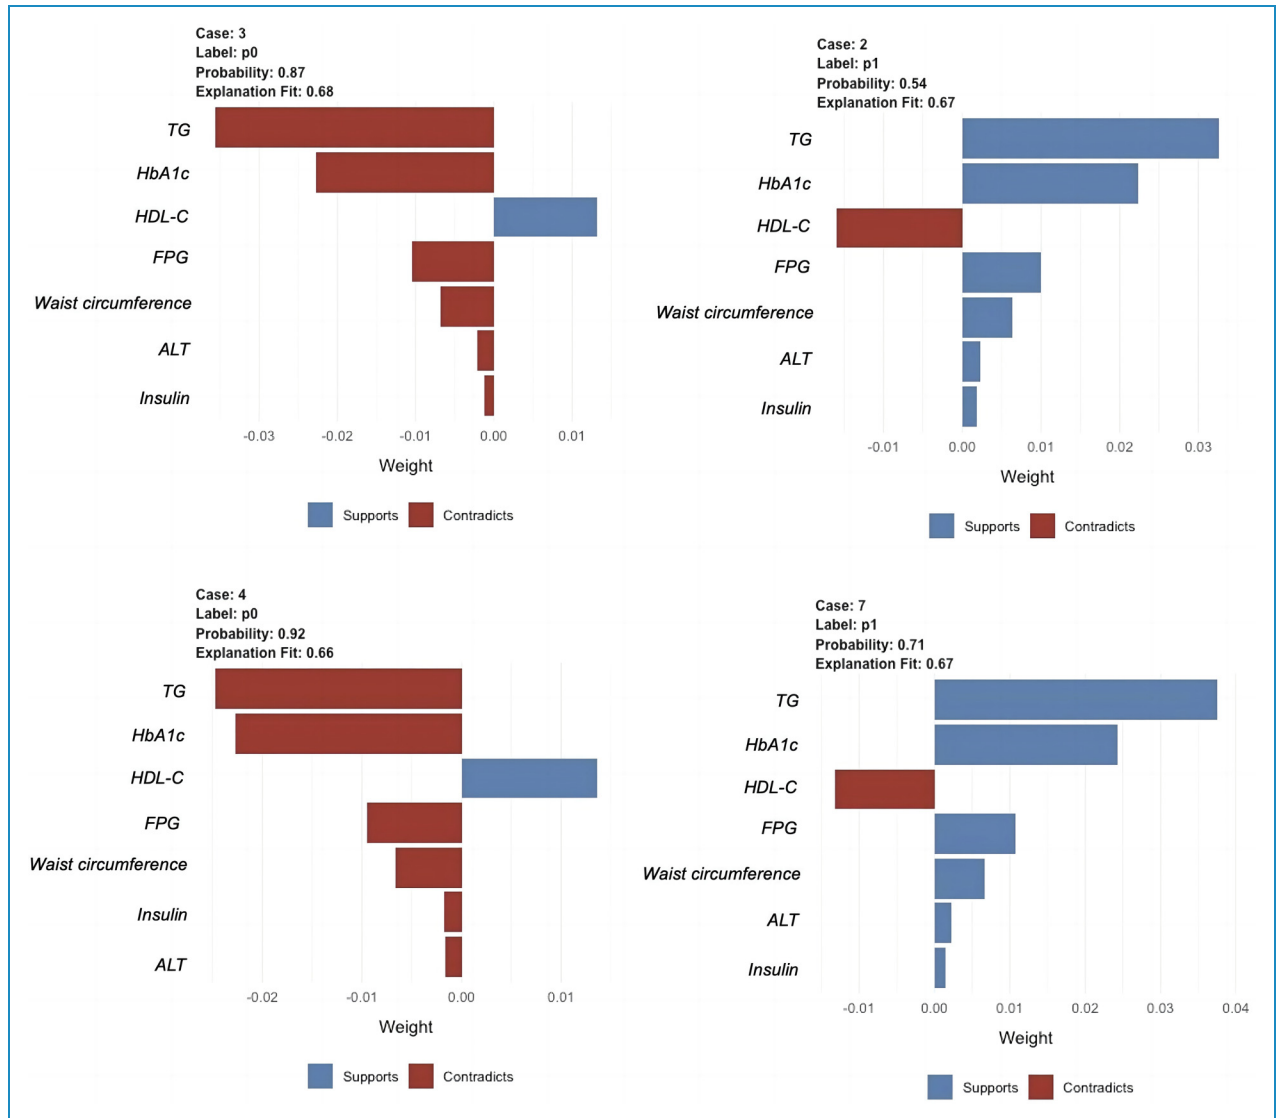 Case: 3
Label: p0
Probability: 0.87
Explanation Fit: 0.68
TG
HbA1c
HDL-C
FPG
Waist circumference
ALT
Insulin
-0.03 -0.02 -0.01 0.00 0.01
Weight
Supports Contradicts
Case: 2
Label: p1
Probability: 0.54
Explanation Fit: 0.67
TG
HbA1c
HDL-C
FPG
Waist circumference
ALT
Insulin
-0.01 0.00 0.01 0.02 0.03
Weight
Supports Contradicts
Case: 4
Label: p0
Probability: 0.92
Explanation Fit: 0.66
TG
HbA1c
HDL-C
FPG
Waist circumference
Insulin
ALT
-0.02 -0.01 0.00 0.01
Weight
Supports Contradicts
Case: 7
Label: p1
Probability: 0.71
Explanation Fit: 0.67
TG
HbA1c
HDL-C
FPG
Waist circumference
ALT
Insulin
-0.01 0.00 0.01 0.02 0.03 0.04
Weight
Supports Contradicts